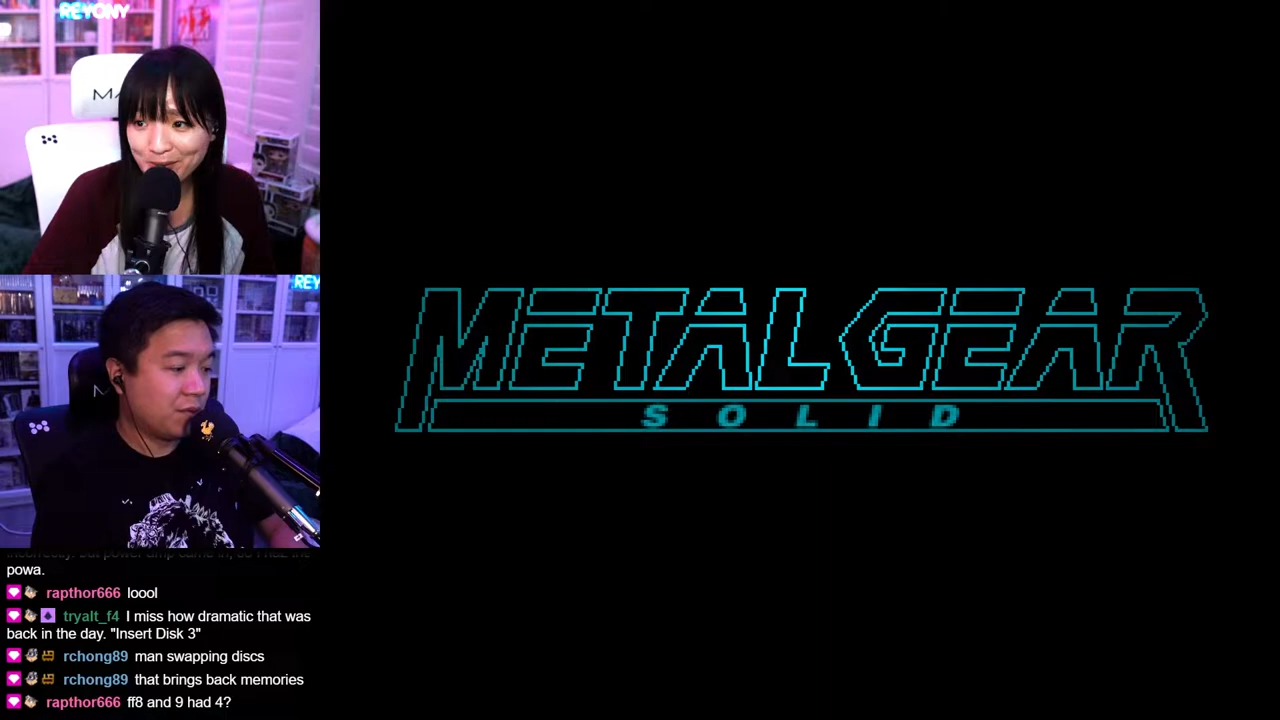 REYONY
MA
REY
METAL GEAR
SOLID
powa.
rapthor666 loool
tryalt_f4 I miss how dramatic that was
back in the day. "Insert Disk 3"
rchong89 man swapping discs
rchong89 that brings back memories
rapthor666 ff8 and 9 had 4?